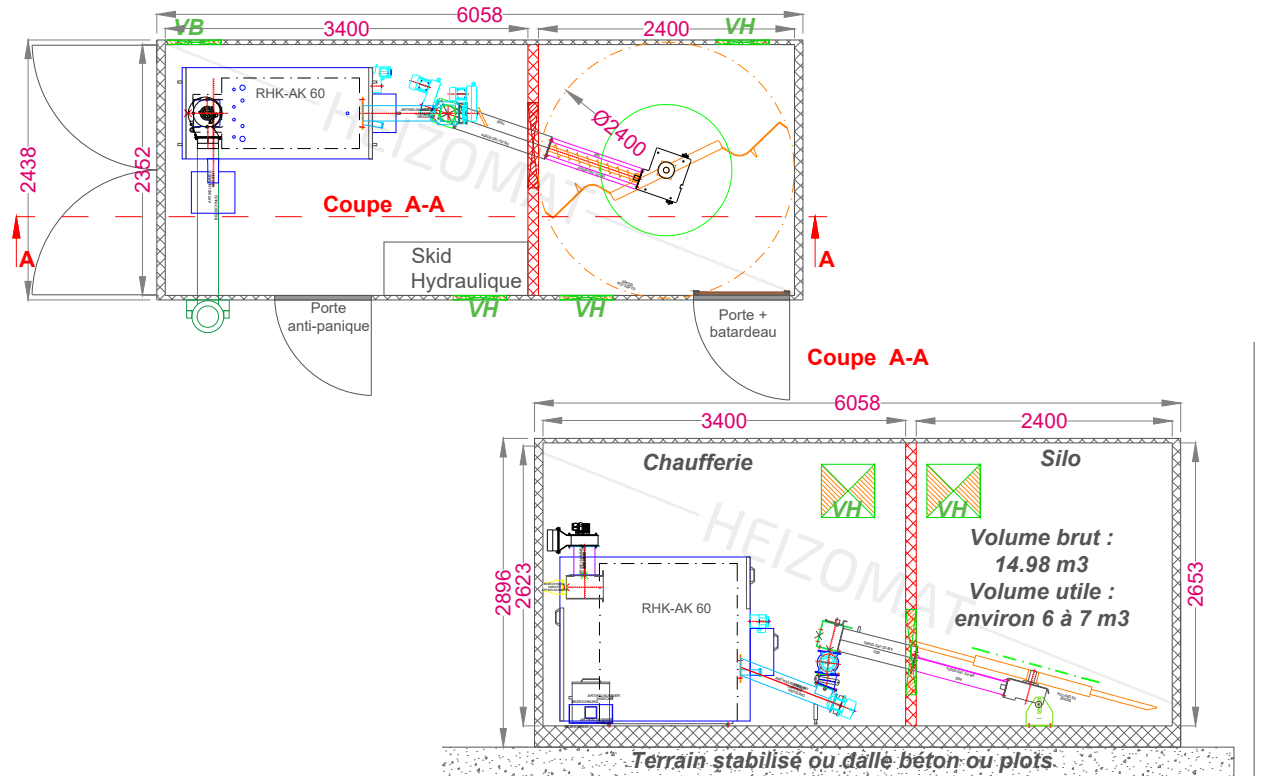 6058
VB
3400
2400
VH
RHK-AK 60
Ø2400
HEIZOMAT
2438
2352
Coupe A-A
A
A
Skid
Hydraulique
VH
VH
Porte
anti-panique
Porte +
batardeau
Coupe A-A
6058
3400
2400
Chaufferie
Silo
VH
VH
HEIZOMAT
Volume brut :
14.98 m3
Volume utile :
environ 6 à 7 m3
2896
2623
2653
RHK-AK 60
Terrain stabilisé ou dalle béton ou plots